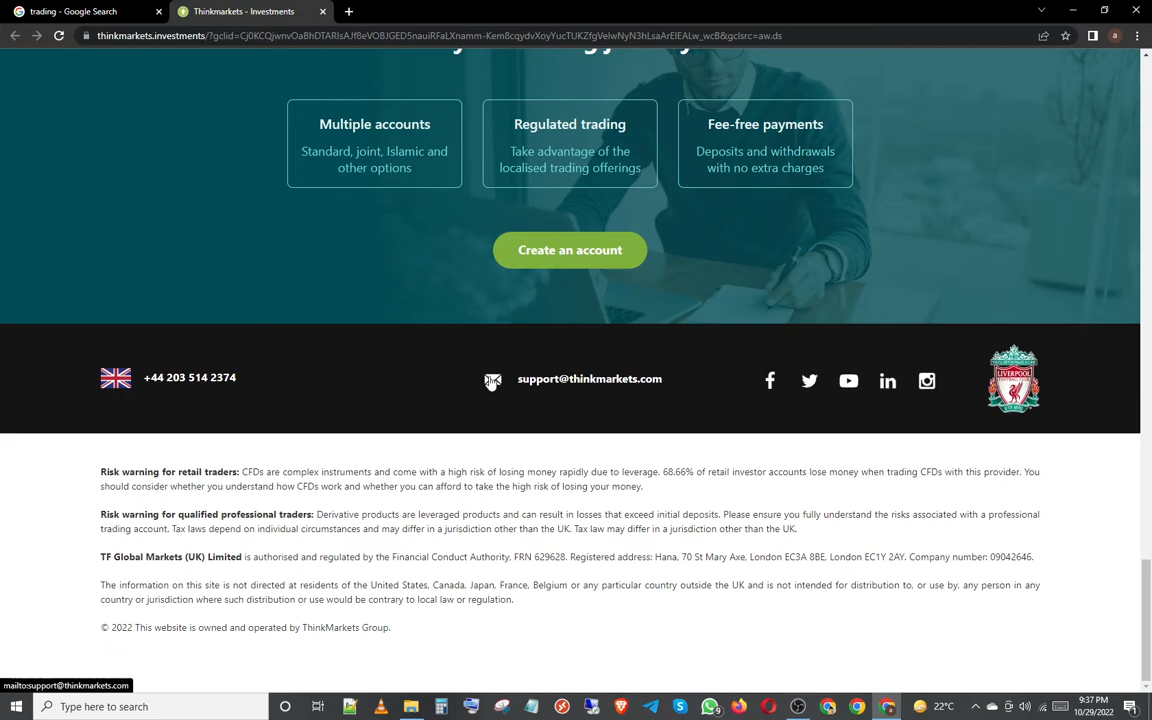 trading - Google Search
Thinkmarkets - Investments
thinkmarkets.investments/?gclid=Cj0KCQjwnvOaBhDTARIsAJf8eVOBJGED5nauiRFaLXnamm-Kem8cqydvXoyYucTUKZfgVelwNyN3hLsaArEIEALw_wcB&gclsrc=aw.ds
a
Multiple accounts
Standard, joint, Islamic and
other options
Regulated trading
Take advantage of the
localised trading offerings
Fee-free payments
Deposits and withdrawals
with no extra charges
Create an account
+44 203 514 2374
support@thinkmarkets.com
LIVERPOOL
Risk warning for retail traders: CFDs are complex instruments and come with a high risk of losing money rapidly due to leverage. 68.66% of retail investor accounts lose money when trading CFDs with this provider. You
should consider whether you understand how CFDs work and whether you can afford to take the high risk of losing your money.
Risk warning for qualified professional traders: Derivative products are leveraged products and can result in losses that exceed initial deposits. Please ensure you fully understand the risks associated with a professional
trading account. Tax laws depend on individual circumstances and may differ in a jurisdiction other than the UK. Tax law may differ in a jurisdiction other than the UK.
TF Global Markets (UK) Limited is authorised and regulated by the Financial Conduct Authority, FRN 629628. Registered address: Hana, 70 St Mary Axe, London EC3A 8BE, London EC1Y 2AY. Company number: 09042646.
The information on this site is not directed at residents of the United States, Canada, Japan, France, Belgium or any particular country outside the UK and is not intended for distribution to, or use by, any person in any
country or jurisdiction where such distribution or use would be contrary to local law or regulation.
© 2022 This website is owned and operated by ThinkMarkets Group.
mailto:support@thinkmarkets.com
Type here to search
9
22°C
9:37 PM
10/29/2022
1